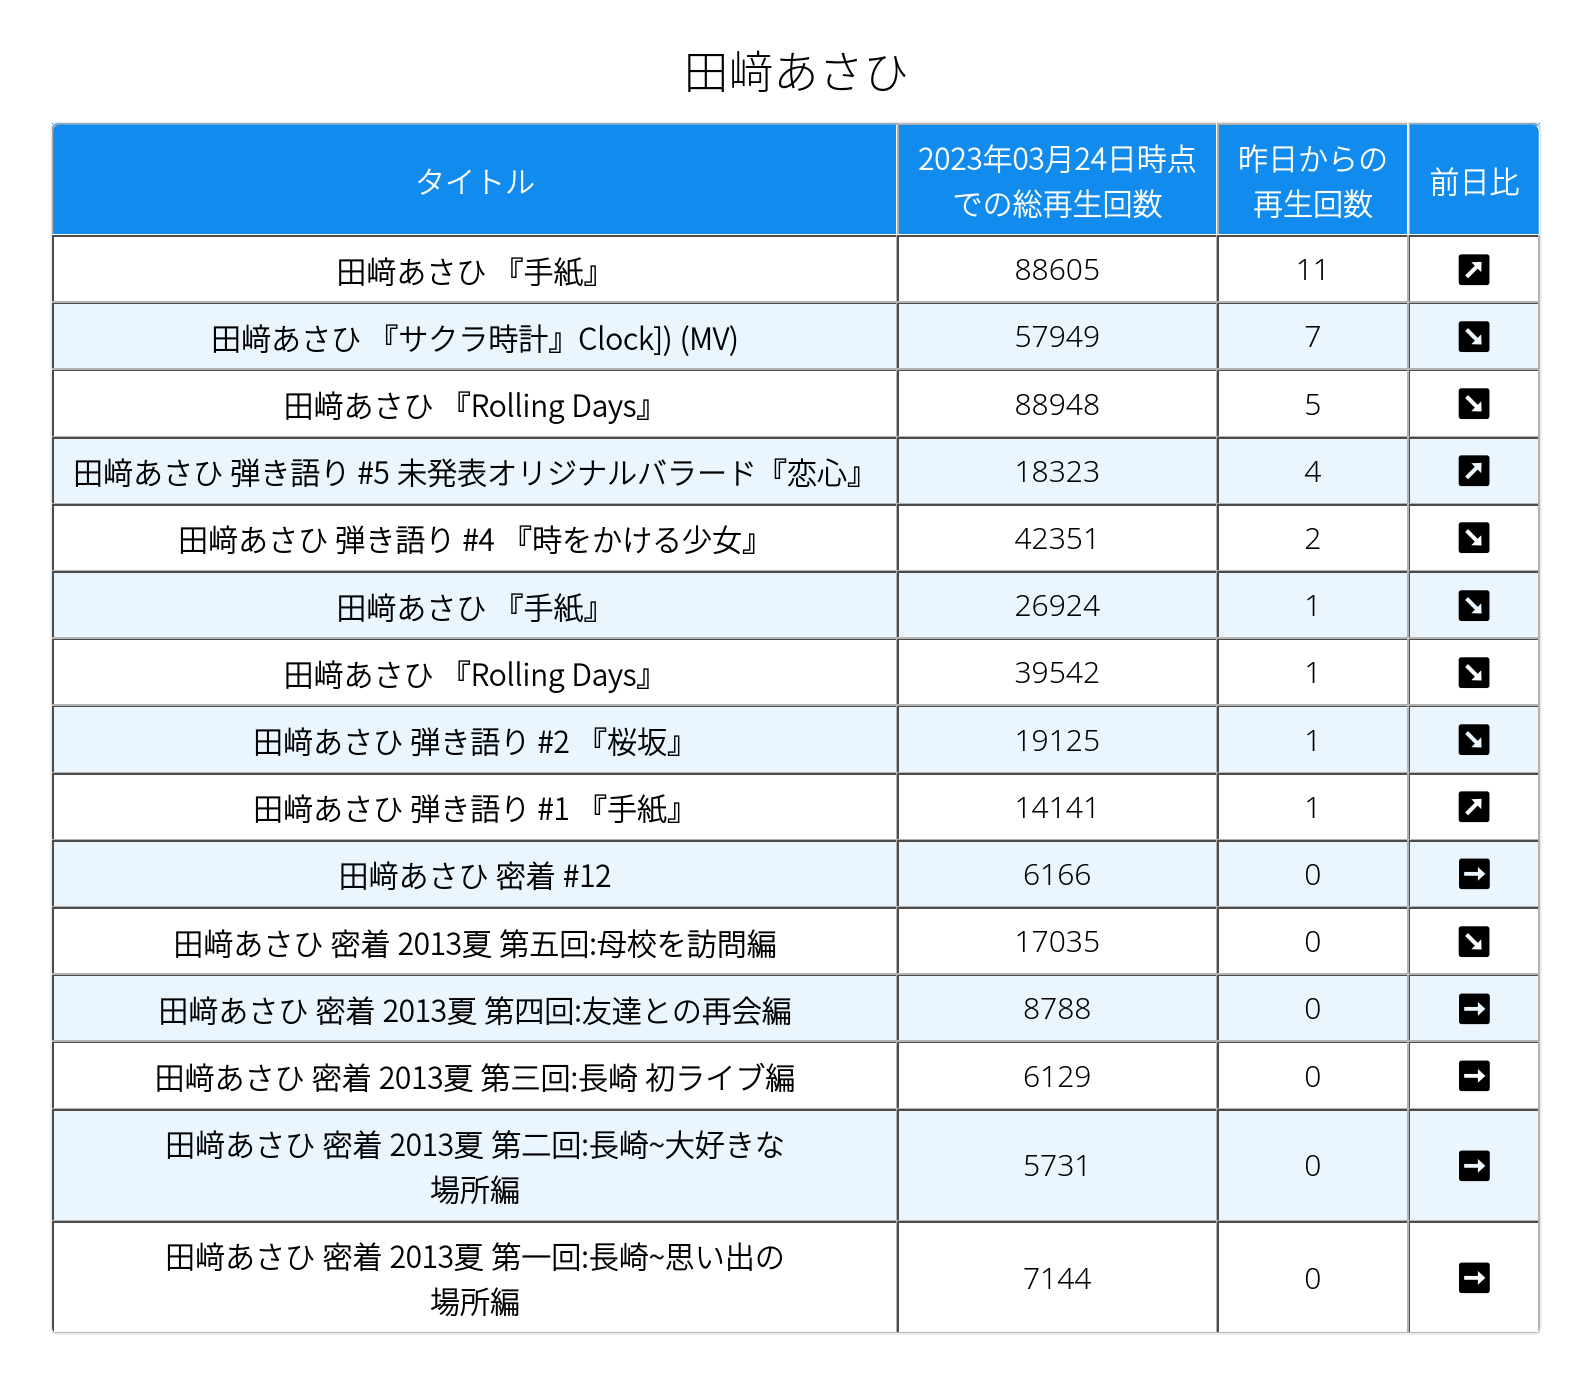 田﨑あさひ
タイトル
2023年03月24日時点
での総再生回数
昨日からの
再生回数
前日比
田﨑あさひ 『手紙』 88605 11
田﨑あさひ 『サクラ時計』Clock]) (MV) 57949 7
田﨑あさひ 『Rolling Days』 88948 5
田﨑あさひ 弾き語り #5 未発表オリジナルバラード『恋心』 18323 4
田﨑あさひ 弾き語り #4 『時をかける少女』 42351 2
田﨑あさひ 『手紙』 26924 1
田﨑あさひ 『Rolling Days』 39542 1
田﨑あさひ 弾き語り #2 『桜坂』 19125 1
田﨑あさひ 弾き語り #1 『手紙』 14141 1
田﨑あさひ 密着 #12 6166 0
田﨑あさひ 密着 2013夏 第五回:母校を訪問編 17035 0
田﨑あさひ 密着 2013夏 第四回:友達との再会編 8788 0
田﨑あさひ 密着 2013夏 第三回:長崎 初ライブ編 6129 0
田﨑あさひ 密着 2013夏 第二回:長崎~大好きな
場所編 5731 0
田﨑あさひ 密着 2013夏 第一回:長崎~思い出の
場所編 7144 0